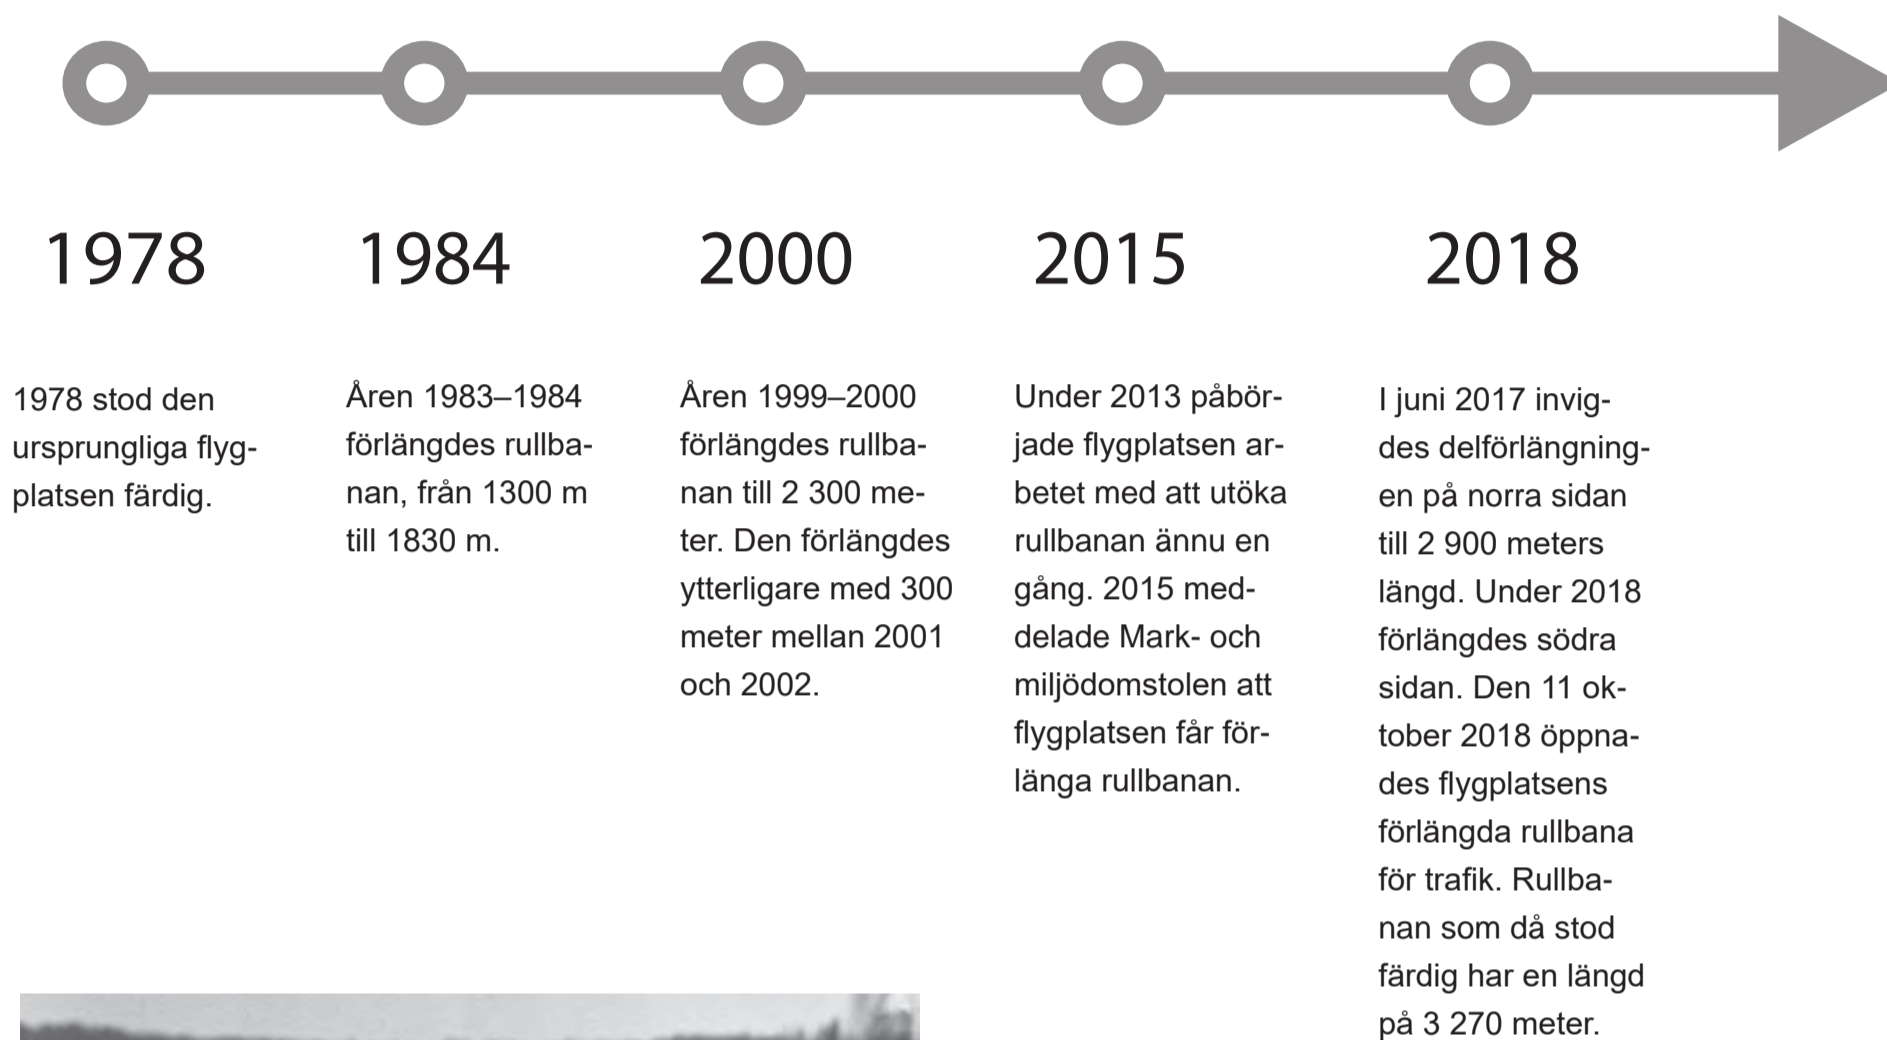 1978
1984
2000
2015
2018
1978 stod den
ursprungliga flyg-
platsen färdig.
Åren 1983–1984
förlängdes rullba-
nan, från 1300 m
till 1830 m.
Åren 1999–2000
förlängdes rullba-
nan till 2 300 me-
ter. Den förlängdes
ytterligare med 300
meter mellan 2001
och 2002.
Under 2013 påbör-
jade flygplatsen ar-
betet med att utöka
rullbanan ännu en
gång. 2015 med-
delade Mark- och
miljödomstolen att
flygplatsen får för-
länga rullbanan.
I juni 2017 invig-
des delförlängning-
en på norra sidan
till 2 900 meters
längd. Under 2018
förlängdes södra
sidan. Den 11 ok-
tober 2018 öppna-
des flygplatsens
förlängda rullbana
för trafik. Rullba-
nan som då stod
färdig har en längd
på 3 270 meter.